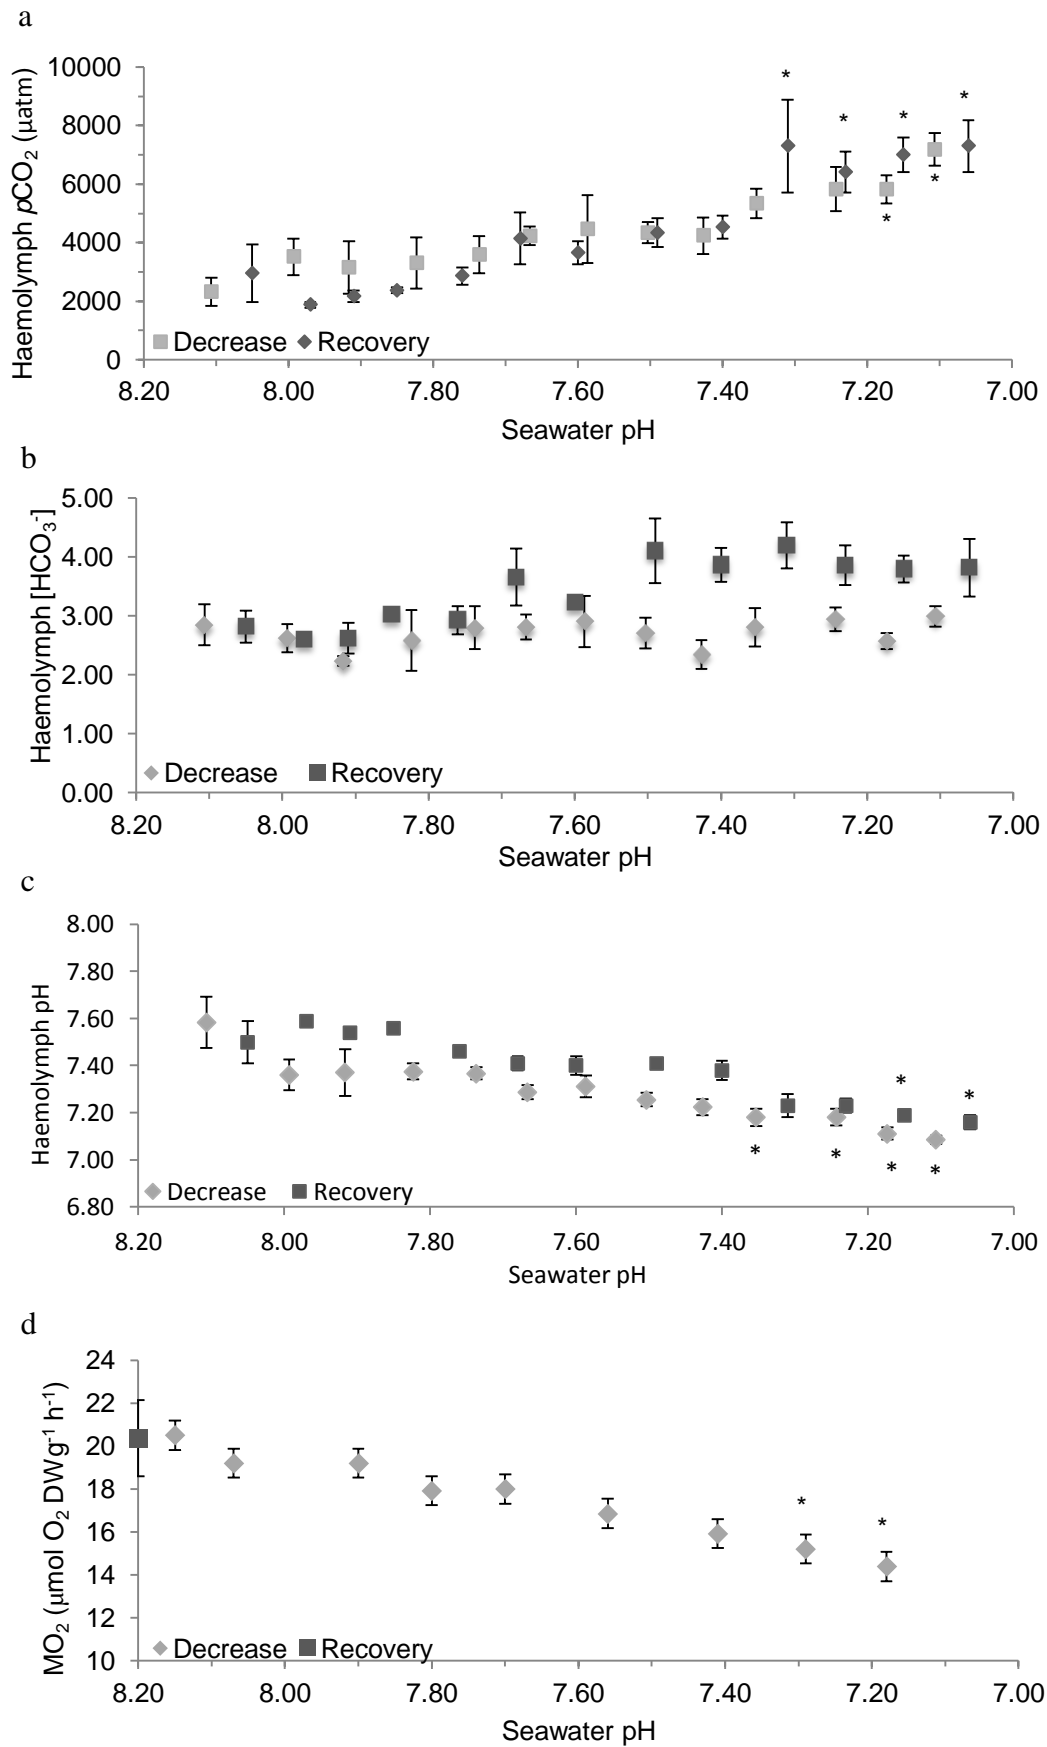 a
Haemolymph pCO₂ (µatm)
10000
8000
6000
4000
2000
0
* * * * * *
Decrease Recovery
8.20 8.00 7.80 7.60 7.40 7.20 7.00
Seawater pH
b
Haemolymph [HCO₃⁻]
5.00
4.00
3.00
2.00
1.00
0.00
Decrease Recovery
8.20 8.00 7.80 7.60 7.40 7.20 7.00
Seawater pH
c
Haemolymph pH
8.00
7.80
7.60
7.40
7.20
7.00
6.80
* * * * * *
Decrease Recovery
8.20 8.00 7.80 7.60 7.40 7.20 7.00
Seawater pH
d
MO₂ (µmol O₂ DWg⁻¹ h⁻¹)
24
22
20
18
16
14
12
10
* *
Decrease Recovery
8.20 8.00 7.80 7.60 7.40 7.20 7.00
Seawater pH